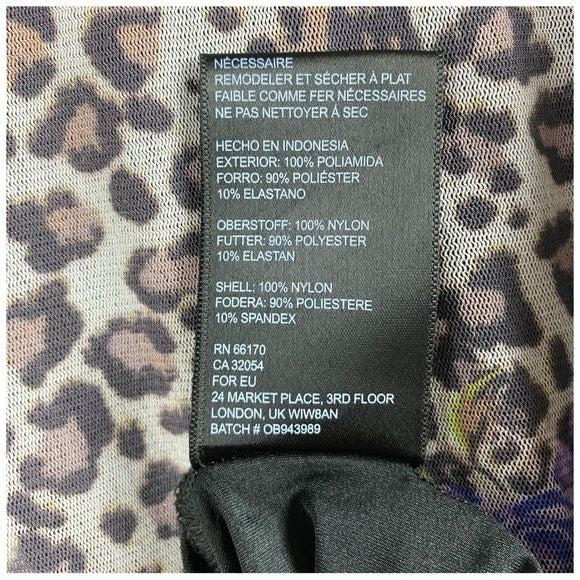 NÉCESSAIRE
REMODELER ET SÉCHER À PLAT
FAIBLE COMME FER NÉCESSAIRES
NE PAS NETTOYER À SEC
HECHO EN INDONESIA
EXTERIOR: 100% POLIAMIDA
FORRO: 90% POLIÉSTER
10% ELASTANO
OBERSTOFF: 100% NYLON
FUTTER: 90% POLYESTER
10% ELASTAN
SHELL: 100% NYLON
FODERA: 90% POLIESTERE
10% SPANDEX
RN 66170
CA 32054
FOR EU
24 MARKET PLACE, 3RD FLOOR
LONDON, UK WIW8AN
BATCH # OB943989